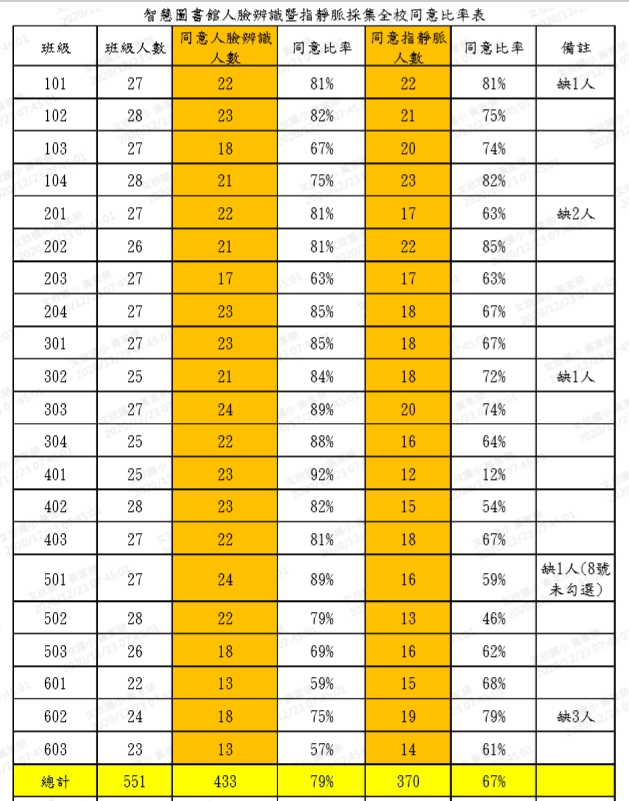 智慧圖書館人臉辨識暨指靜脈採集全校同意比率表
班級 班級人數 同意人臉辨識人數 同意比率 同意指靜脈人數 同意比率 備註
101 27 22 81% 22 81% 缺1人
102 28 23 82% 21 75%
103 27 18 67% 20 74%
104 28 21 75% 23 82%
201 27 22 81% 17 63% 缺2人
202 26 21 81% 22 85%
203 27 17 63% 17 63%
204 27 23 85% 18 67%
301 27 23 85% 18 67%
302 25 21 84% 18 72% 缺1人
303 27 24 89% 20 74%
304 25 22 88% 16 64%
401 25 23 92% 12 12%
402 28 23 82% 15 54%
403 27 22 81% 18 67%
501 27 24 89% 16 59% 缺1人(8號未勾選)
502 28 22 79% 13 46%
503 26 18 69% 16 62%
601 22 13 59% 15 68%
602 24 18 75% 19 79% 缺3人
603 23 13 57% 14 61%
總計 551 433 79% 370 67%